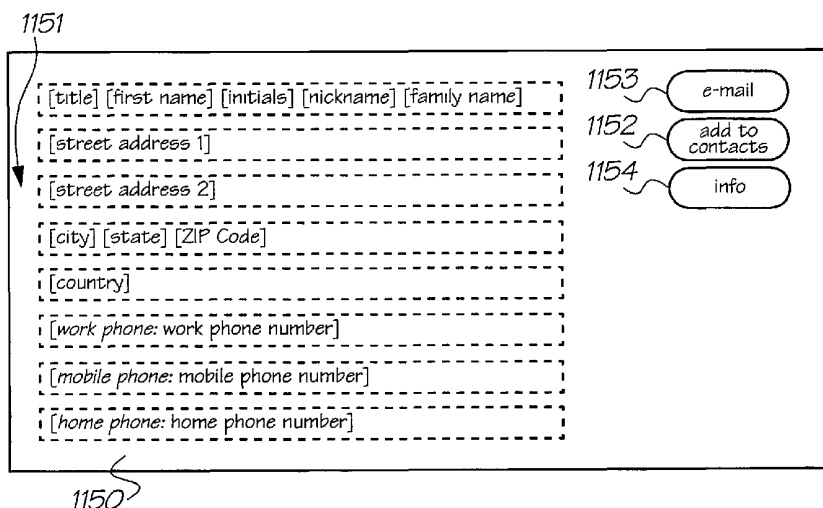 1151
[title] [first name] [initials] [nickname] [family name]
[street address 1]
[street address 2]
[city] [state] [ZIP Code]
[country]
[work phone: work phone number]
[mobile phone: mobile phone number]
[home phone: home phone number]
1153
e-mail
1152
add to
contacts
1154
info
1150